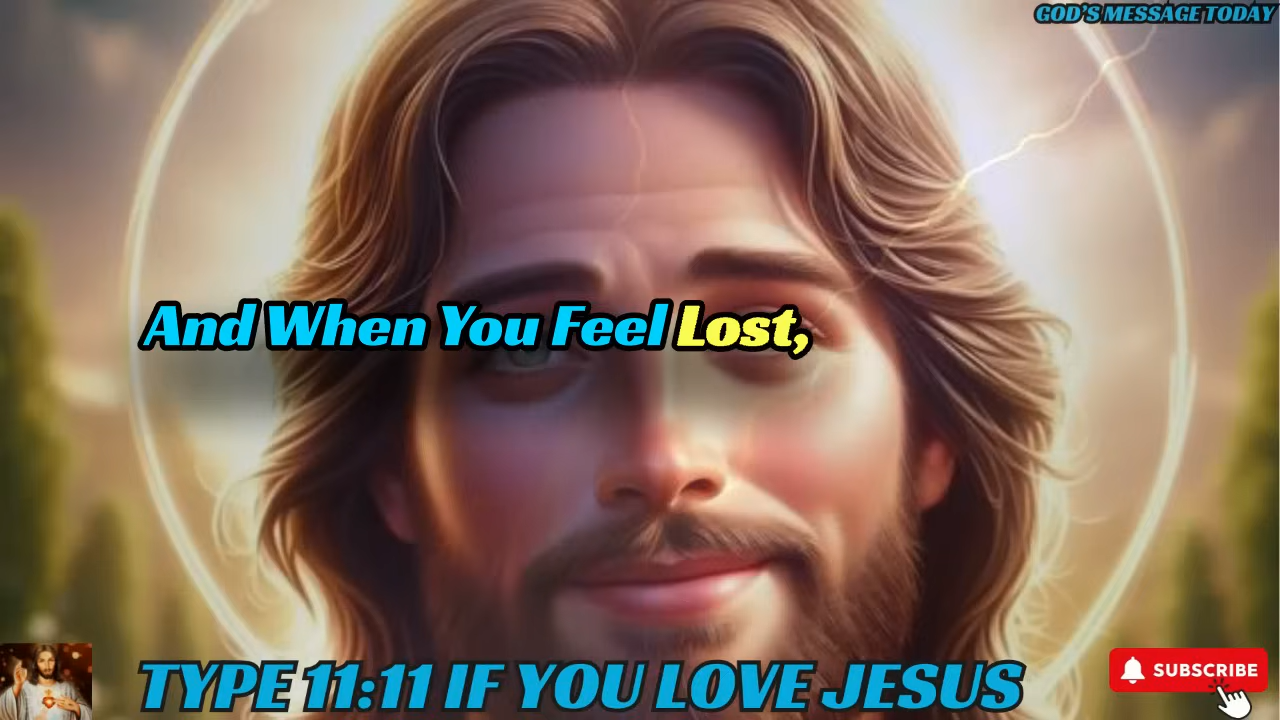 GOD'S MESSAGE TODAY
And When You Feel Lost,
TYPE 11:11 IF YOU LOVE JESUS
SUBSCRIBE